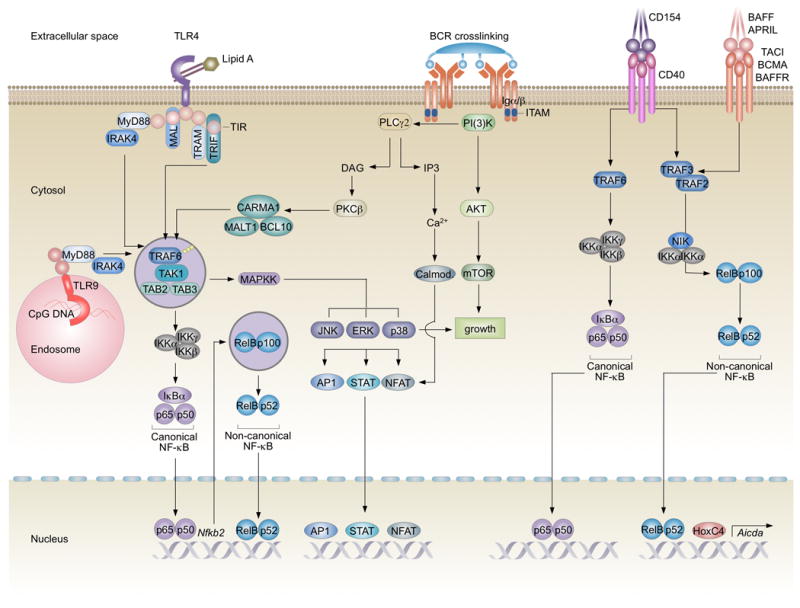 Extracellular space
TLR4
Lipid A
BCR crosslinking
CD154
BAFF
APRIL
TACI
BCMA
BAFFR
CD40
Igα/β
ITAM
MyD88
IRAK4
MAL
TRAM
TRIF
TIR
PLCγ2
PI(3)K
DAG
IP3
TRAF6
TRAF3
TRAF2
Cytosol
CARMA1
MALT1
BCL10
PKCβ
AKT
Ca²⁺
MyD88
IRAK4
TLR9
CpG DNA
Endosome
TRAF6
TAK1
TAB2
TAB3
MAPKK
Calmod
mTOR
IKKγ
IKKα
IKKβ
NIK
IKKα
IKKα
RelB
p100
JNK
ERK
p38
growth
IKKγ
IKKα
IKKβ
RelB
p100
IκBα
p65
p50
RelB
p52
AP1
STAT
NFAT
Canonical
NF-κB
Non-canonical
NF-κB
IκBα
p65
p50
RelB
p52
Canonical
NF-κB
Non-canonical
NF-κB
Nucleus
p65
p50
Nfkb2
RelB
p52
AP1
STAT
NFAT
p65
p50
RelB
p52
HoxC4
Aicda